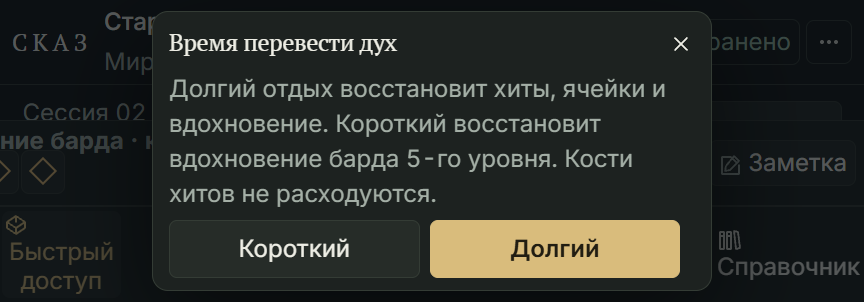 СКАЗ
Стар
Мир
Время перевести дух
ранено
Долгий отдых восстановит хиты, ячейки и
вдохновение. Короткий восстановит
вдохновение барда 5-го уровня. Кости
хитов не расходуются.
Сессия 02
ние барда ·
Заметка
Короткий
Долгий
Быстрый
доступ
Справочник